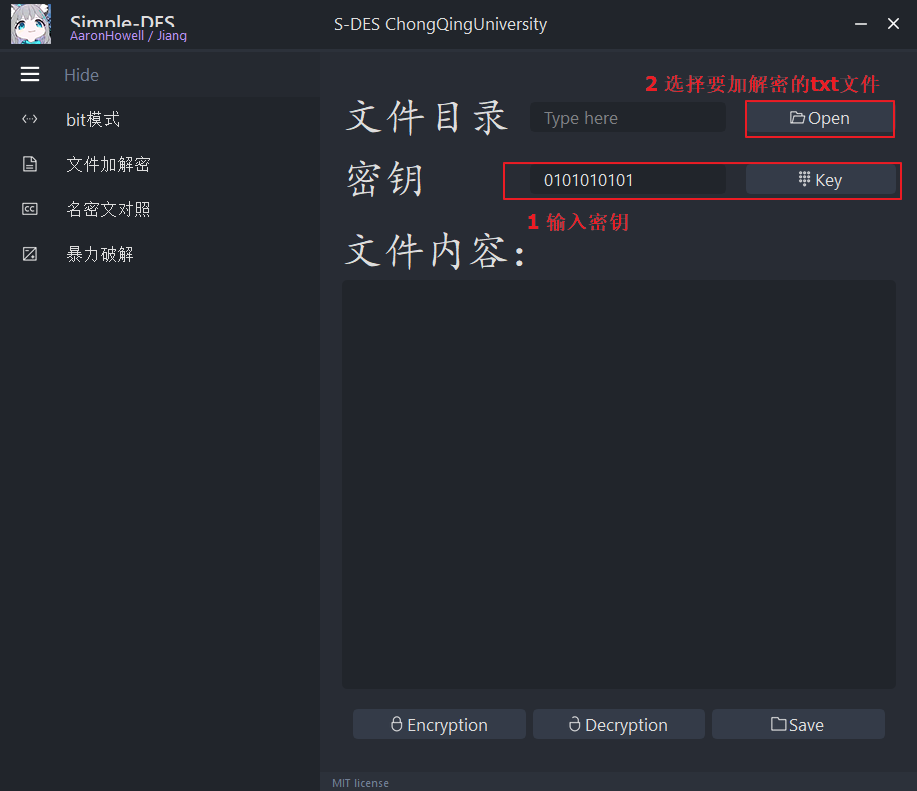 Simple-DES
AaronHowell / Jiang
S-DES ChongQingUniversity
Hide
bit模式
文件加解密
名密文对照
暴力破解
2 选择要加解密的txt文件
文件目录 Type here Open
密钥 0101010101 Key
1 输入密钥
文件内容:
Encryption Decryption Save
MIT license